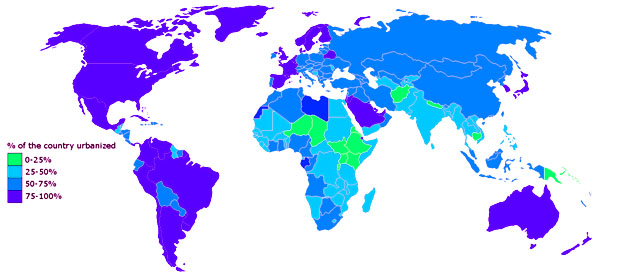 % of the country urbanized
0-25%
25-50%
50-75%
75-100%